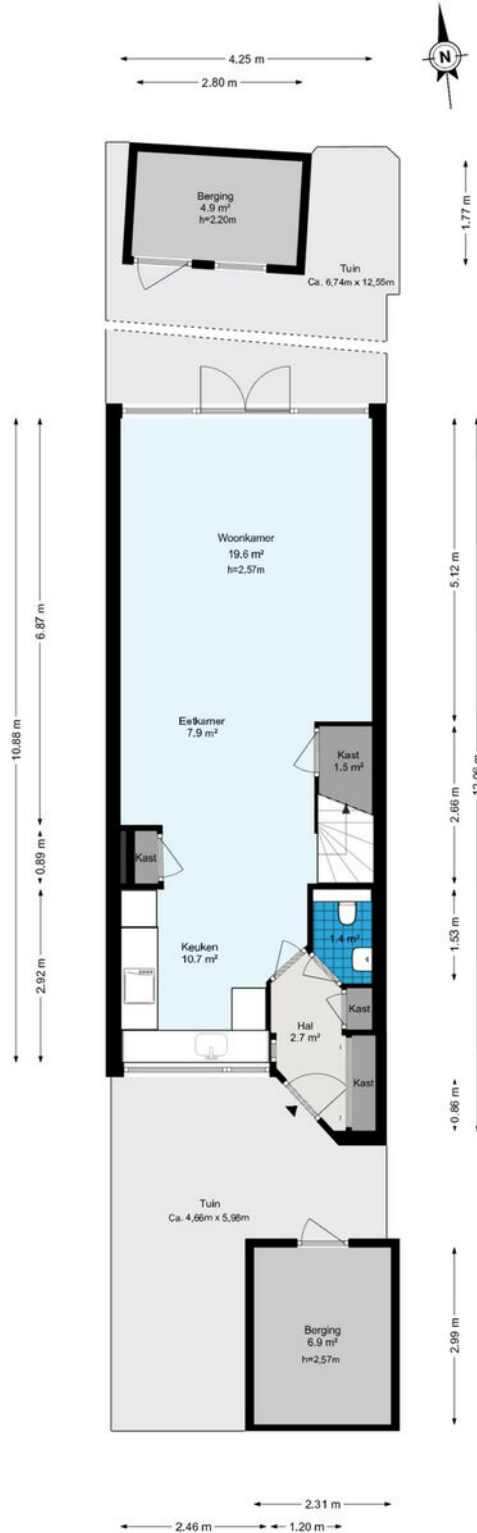 N
4.25 m
2.80 m
Berging
4.9 m²
h=2,20m
1.77 m
Tuin
Ca. 6,74m x 12,55m
Woonkamer
19.6 m²
h=2,57m
5.12 m
6.87 m
10.88 m
Eetkamer
7.9 m²
Kast
1.5 m²
2.66 m
0.89 m
Kast
1.4 m²
1.53 m
Keuken
10.7 m²
2.92 m
Hal
2.7 m²
Kast
Kast
0.86 m
Tuin
Ca. 4,66m x 5,98m
Berging
6.9 m²
h=2,57m
2.99 m
2.31 m
2.46 m
1.20 m